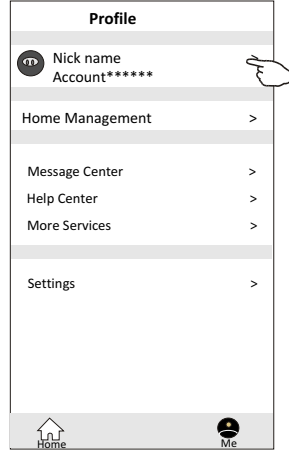 Profile
Nick name
Account******
Home Management >
Message Center >
Help Center >
More Services >
Settings >
Home Me